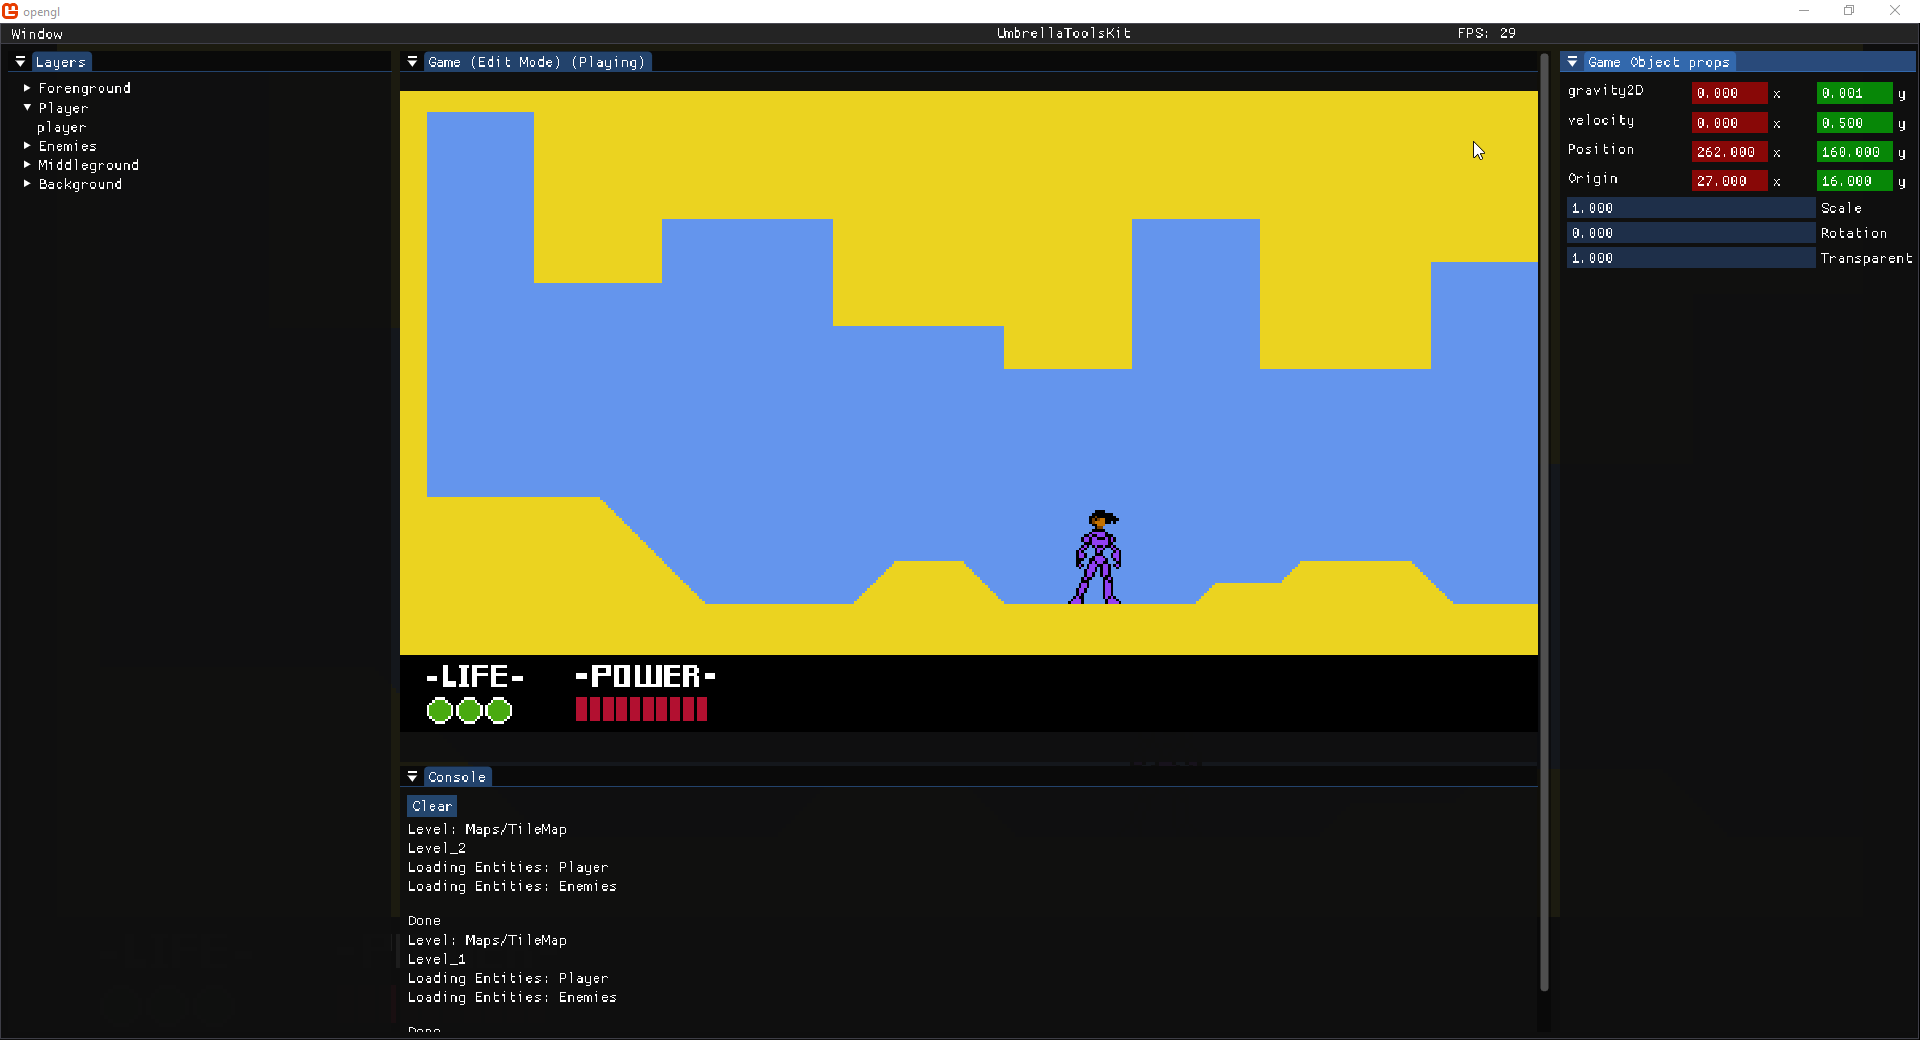 opengl
Window UmbrellaToolsKit FPS: 29
Layers
Forenground
Player
player
Enemies
Middleground
Background
Game (Edit Mode) (Playing)
-LIFE- -POWER-
Console
Clear
Level: Maps/TileMap
Level_2
Loading Entities: Player
Loading Entities: Enemies
Done
Level: Maps/TileMap
Level_1
Loading Entities: Player
Loading Entities: Enemies
Done
Game Object props
gravity2D 0.000 x 0.001 y
velocity 0.000 x 0.500 y
Position 262.000 x 160.000 y
Origin 27.000 x 16.000 y
1.000 Scale
0.000 Rotation
1.000 Transparent